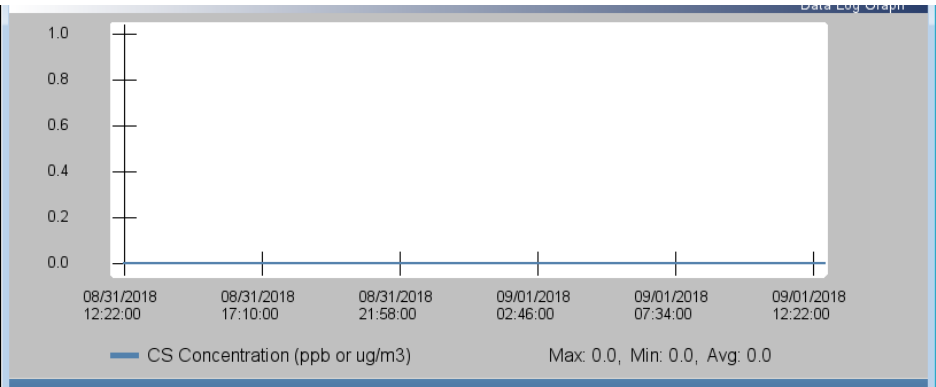 Data Log Graph
1.0
0.8
0.6
0.4
0.2
0.0
08/31/2018 08/31/2018 08/31/2018 09/01/2018 09/01/2018 09/01/2018
12:22:00 17:10:00 21:58:00 02:46:00 07:34:00 12:22:00
CS Concentration (ppb or ug/m3) Max: 0.0, Min: 0.0, Avg: 0.0